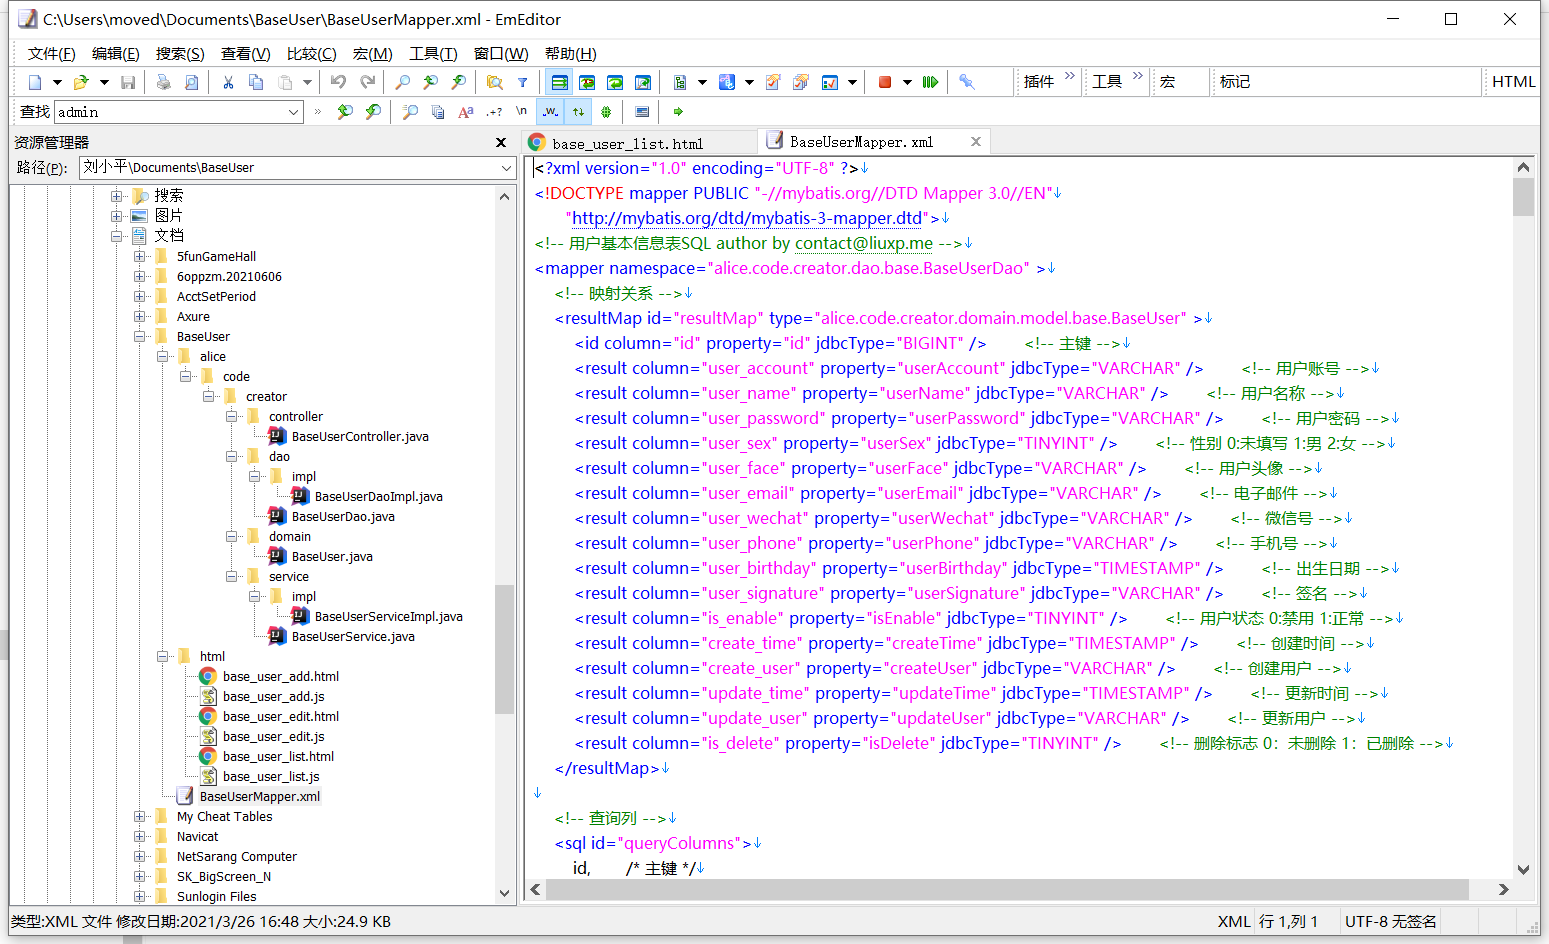 C:\Users\moved\Documents\BaseUser\BaseUserMapper.xml - EmEditor
文件(F) 编辑(E) 搜索(S) 查看(V) 比较(C) 宏(M) 工具(T) 窗口(W) 帮助(H)
插件 » 工具 » 宏 标记 HTML
查找 admin » Aa .+? \n .w.
资源管理器
路径(P): 刘小平\Documents\BaseUser
搜索
图片
文档
5funGameHall
6oppzm.20210606
AcctSetPeriod
Axure
BaseUser
alice
code
creator
controller
BaseUserController.java
dao
impl
BaseUserDaoImpl.java
BaseUserDao.java
domain
BaseUser.java
service
impl
BaseUserServiceImpl.java
BaseUserService.java
html
base_user_add.html
base_user_add.js
base_user_edit.html
base_user_edit.js
base_user_list.html
base_user_list.js
BaseUserMapper.xml
My Cheat Tables
Navicat
NetSarang Computer
SK_BigScreen_N
Sunlogin Files
base_user_list.html BaseUserMapper.xml
<?xml version="1.0" encoding="UTF-8" ?>↓
<!DOCTYPE mapper PUBLIC "-//mybatis.org//DTD Mapper 3.0//EN"↓
"http://mybatis.org/dtd/mybatis-3-mapper.dtd">↓
<!-- 用户基本信息表SQL author by contact@liuxp.me -->↓
<mapper namespace="alice.code.creator.dao.base.BaseUserDao" >↓
<!-- 映射关系 -->↓
<resultMap id="resultMap" type="alice.code.creator.domain.model.base.BaseUser" >↓
<id column="id" property="id" jdbcType="BIGINT" /> <!-- 主键 -->↓
<result column="user_account" property="userAccount" jdbcType="VARCHAR" /> <!-- 用户账号 -->↓
<result column="user_name" property="userName" jdbcType="VARCHAR" /> <!-- 用户名称 -->↓
<result column="user_password" property="userPassword" jdbcType="VARCHAR" /> <!-- 用户密码 -->↓
<result column="user_sex" property="userSex" jdbcType="TINYINT" /> <!-- 性别 0:未填写 1:男 2:女 -->↓
<result column="user_face" property="userFace" jdbcType="VARCHAR" /> <!-- 用户头像 -->↓
<result column="user_email" property="userEmail" jdbcType="VARCHAR" /> <!-- 电子邮件 -->↓
<result column="user_wechat" property="userWechat" jdbcType="VARCHAR" /> <!-- 微信号 -->↓
<result column="user_phone" property="userPhone" jdbcType="VARCHAR" /> <!-- 手机号 -->↓
<result column="user_birthday" property="userBirthday" jdbcType="TIMESTAMP" /> <!-- 出生日期 -->↓
<result column="user_signature" property="userSignature" jdbcType="VARCHAR" /> <!-- 签名 -->↓
<result column="is_enable" property="isEnable" jdbcType="TINYINT" /> <!-- 用户状态 0:禁用 1:正常 -->↓
<result column="create_time" property="createTime" jdbcType="TIMESTAMP" /> <!-- 创建时间 -->↓
<result column="create_user" property="createUser" jdbcType="VARCHAR" /> <!-- 创建用户 -->↓
<result column="update_time" property="updateTime" jdbcType="TIMESTAMP" /> <!-- 更新时间 -->↓
<result column="update_user" property="updateUser" jdbcType="VARCHAR" /> <!-- 更新用户 -->↓
<result column="is_delete" property="isDelete" jdbcType="TINYINT" /> <!-- 删除标志 0：未删除 1：已删除 -->↓
</resultMap>↓
↓
<!-- 查询列 -->↓
<sql id="queryColumns">↓
id, /* 主键 */↓
类型:XML 文件 修改日期:2021/3/26 16:48 大小:24.9 KB XML 行 1,列 1 UTF-8 无签名